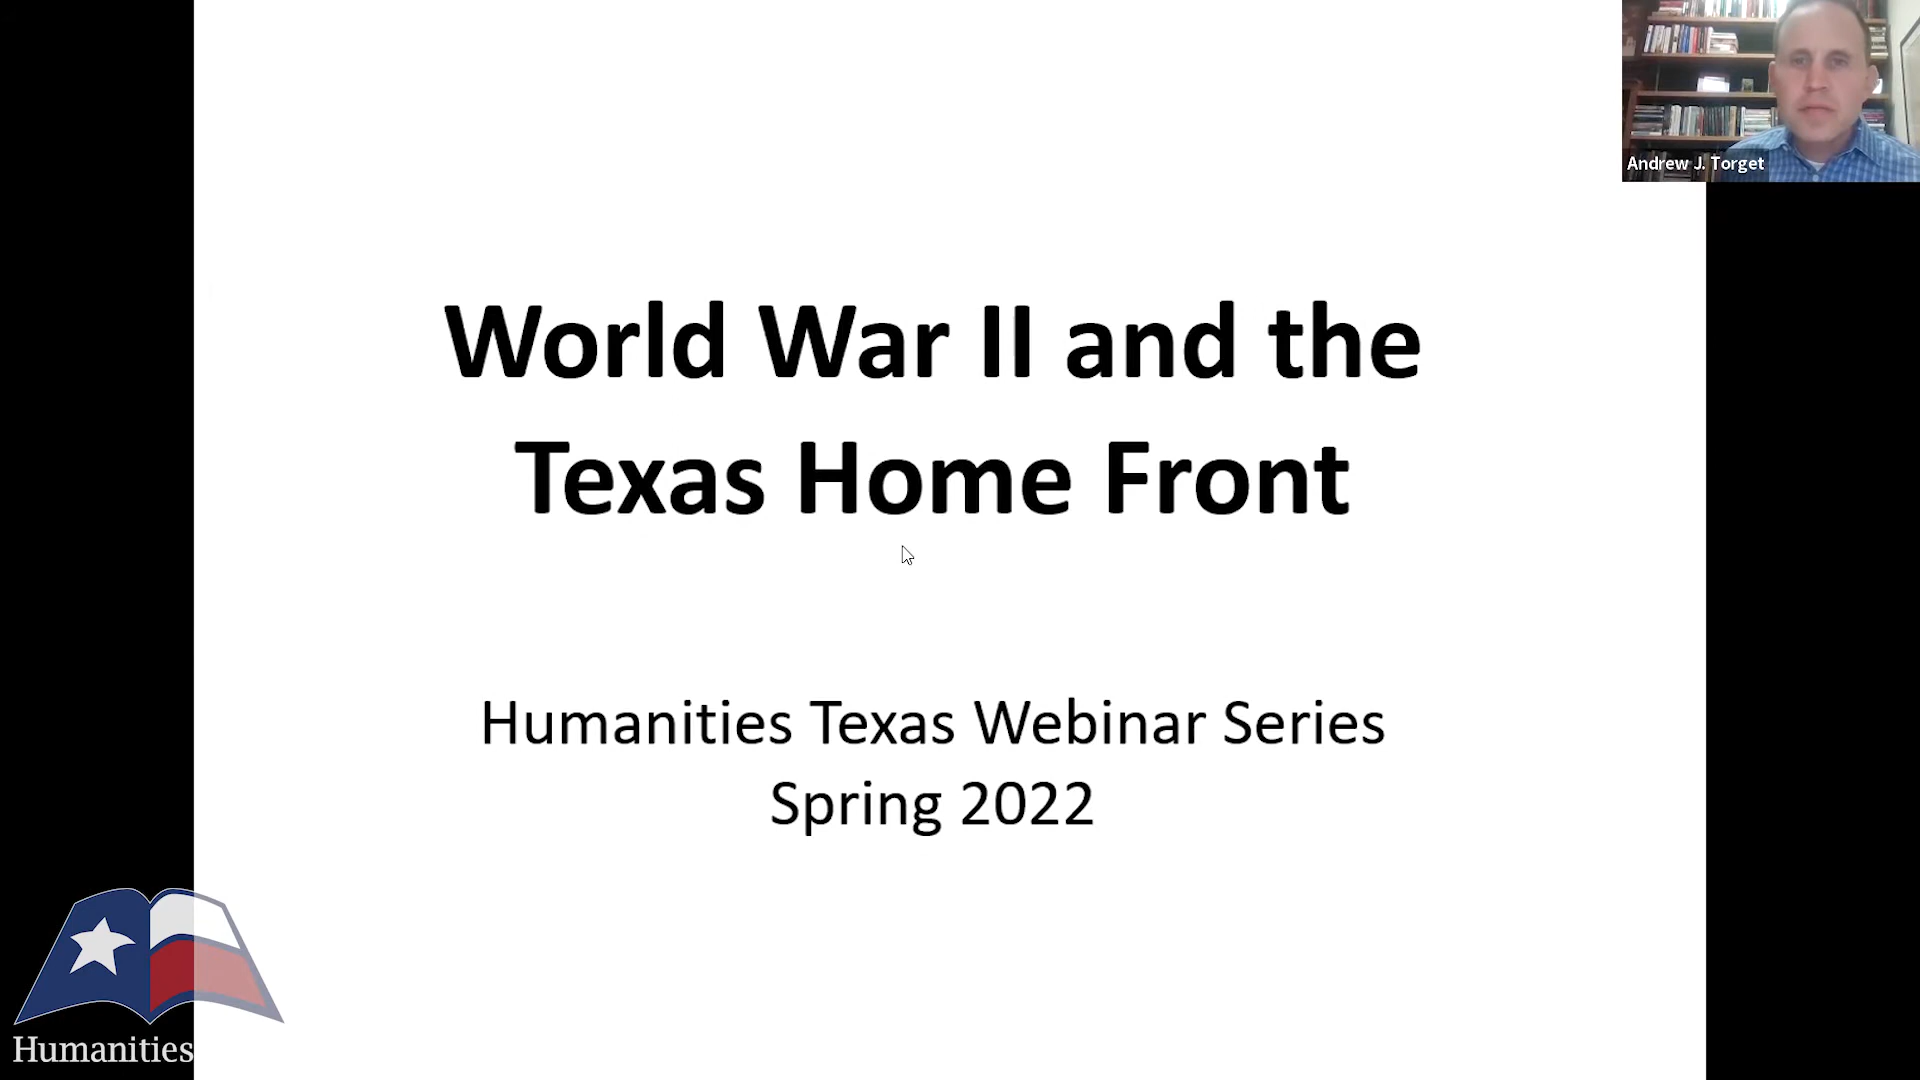 Andrew J. Torget
World War II and the
Texas Home Front
Humanities Texas Webinar Series
Spring 2022
Humanities